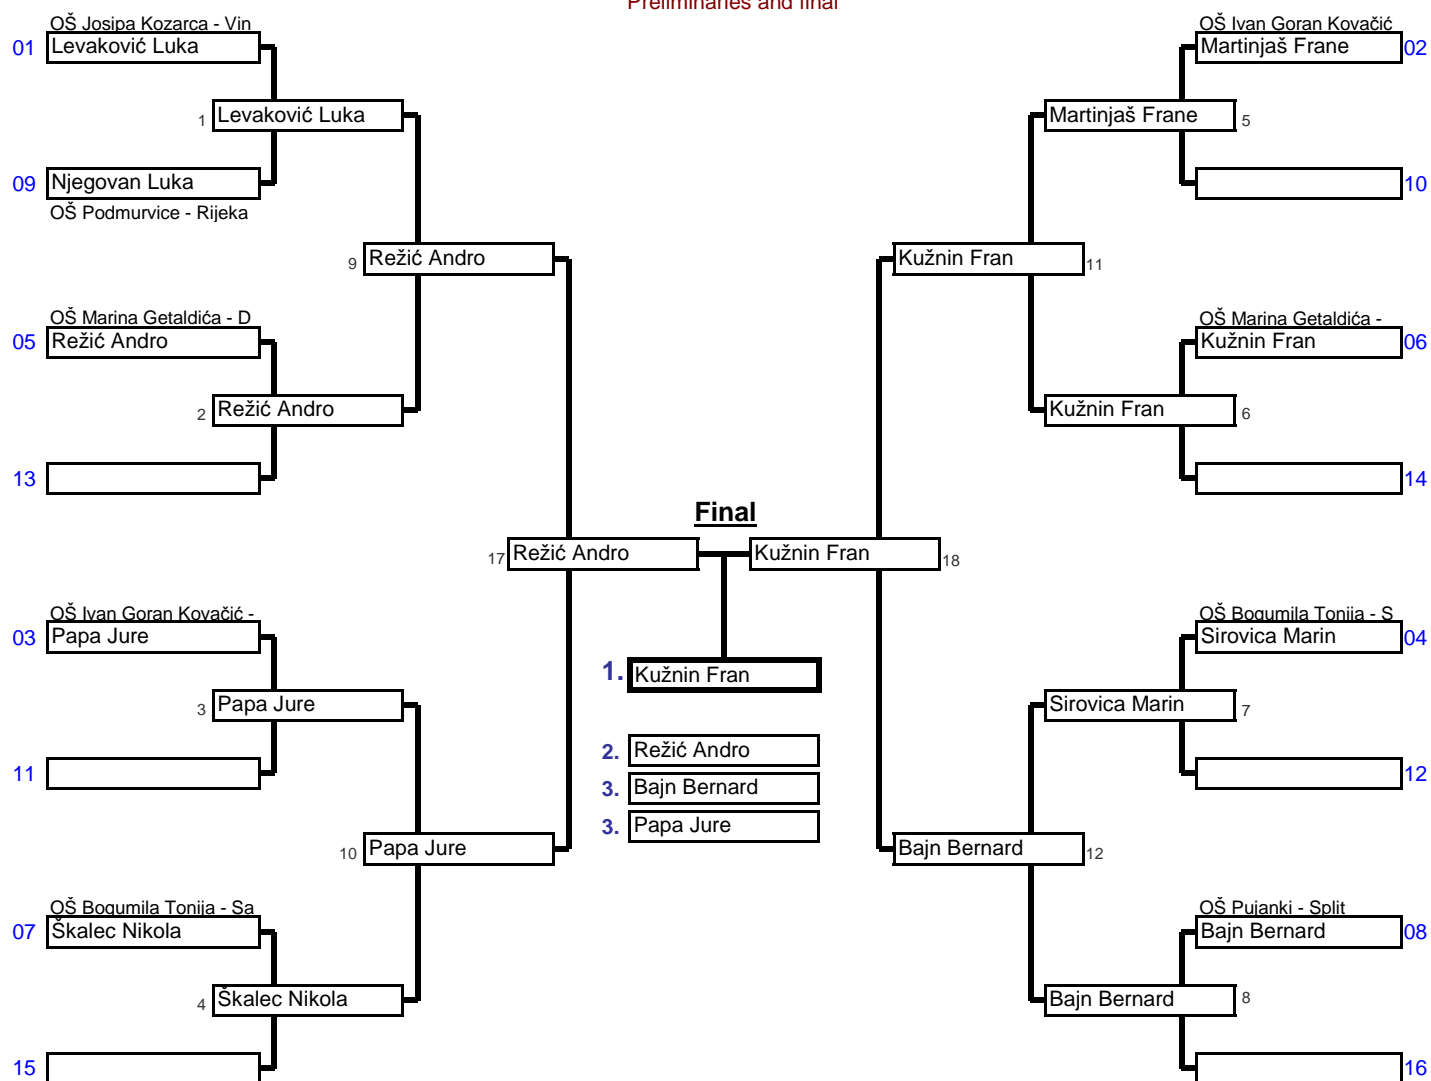 Preliminaries and final
OŠ Josipa Kozarca - Vin
01 Levaković Luka
1 Levaković Luka
09 Njegovan Luka
OŠ Podmurvice - Rijeka
9 Režić Andro
OŠ Marina Getaldića - D
05 Režić Andro
2 Režić Andro
13
17 Režić Andro
OŠ Ivan Goran Kovačić -
03 Papa Jure
3 Papa Jure
11
10 Papa Jure
OŠ Bogumila Tonija - Sa
07 Škalec Nikola
4 Škalec Nikola
15
Final
1. Kužnin Fran
2. Režić Andro
3. Bajn Bernard
3. Papa Jure
OŠ Ivan Goran Kovačić
Martinjaš Frane 02
Martinjaš Frane 5
10
Kužnin Fran 11
OŠ Marina Getaldića -
Kužnin Fran 06
Kužnin Fran 6
14
Kužnin Fran 18
OŠ Bogumila Tonija - S
Sirovica Marin 04
Sirovica Marin 7
12
Bajn Bernard 12
OŠ Pujanki - Split
Bajn Bernard 08
Bajn Bernard 8
16